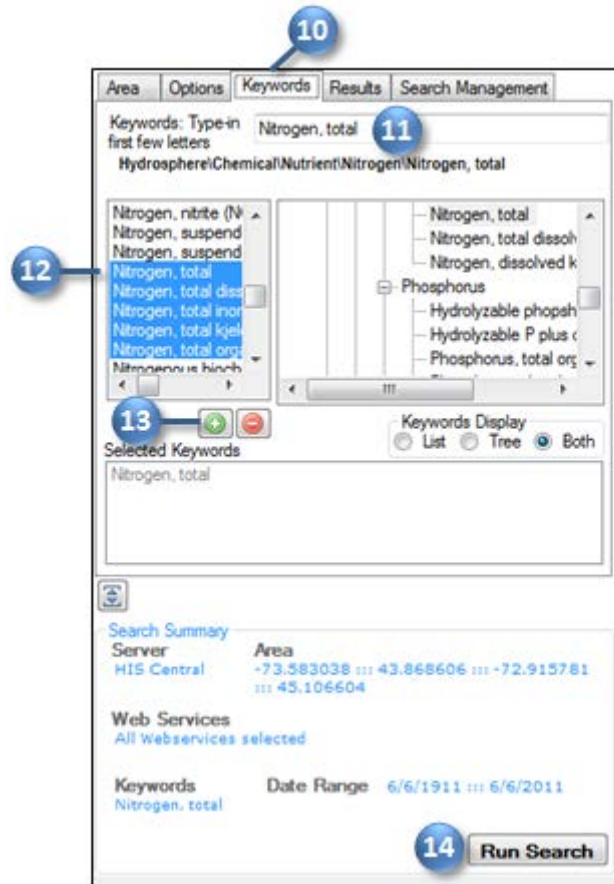 10
Area Options Keywords Results Search Management
Keywords: Type-in Nitrogen, total 11
first few letters
Hydrosphere\Chemical\Nutrient\Nitrogen\Nitrogen, total
Nitrogen, nitrite (N
Nitrogen, suspend
Nitrogen, suspend
12
Nitrogen, total
Nitrogen, total diss
Nitrogen, total inor
Nitrogen, total kjel
Nitrogen, total org
Nitrogenous bioch
Nitrogen, total
Nitrogen, total dissolv
Nitrogen, dissolved k
Phosphorus
Hydrolyzable phopsh
Hydrolyzable P plus o
Phosphorus, total org
13
Keywords Display
List Tree Both
Selected Keywords
Nitrogen, total
Search Summary
Server Area
HIS Central -73.583038 ::: 43.868606 ::: -72.915781
::: 45.106604
Web Services
All Webservices selected
Keywords Date Range 6/6/1911 ::: 6/6/2011
Nitrogen, total
14 Run Search